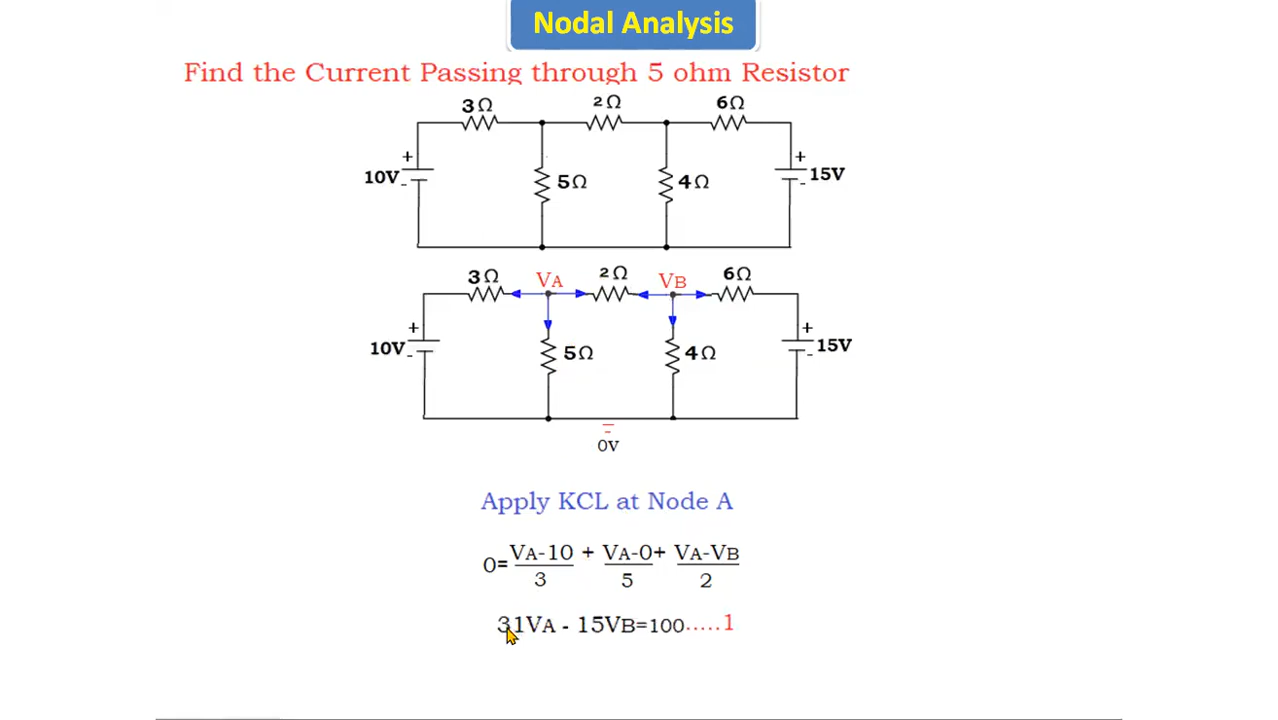 Nodal Analysis
Find the Current Passing through 5 ohm Resistor
3Ω 2Ω 6Ω
+ +
10V - 5Ω 4Ω 15V -
3Ω VA 2Ω VB 6Ω
+ +
10V - 5Ω 4Ω 15V -
0V
Apply KCL at Node A
0= VA-10 + VA-0+ VA-VB
3 5 2
31VA - 15VB=100.....1